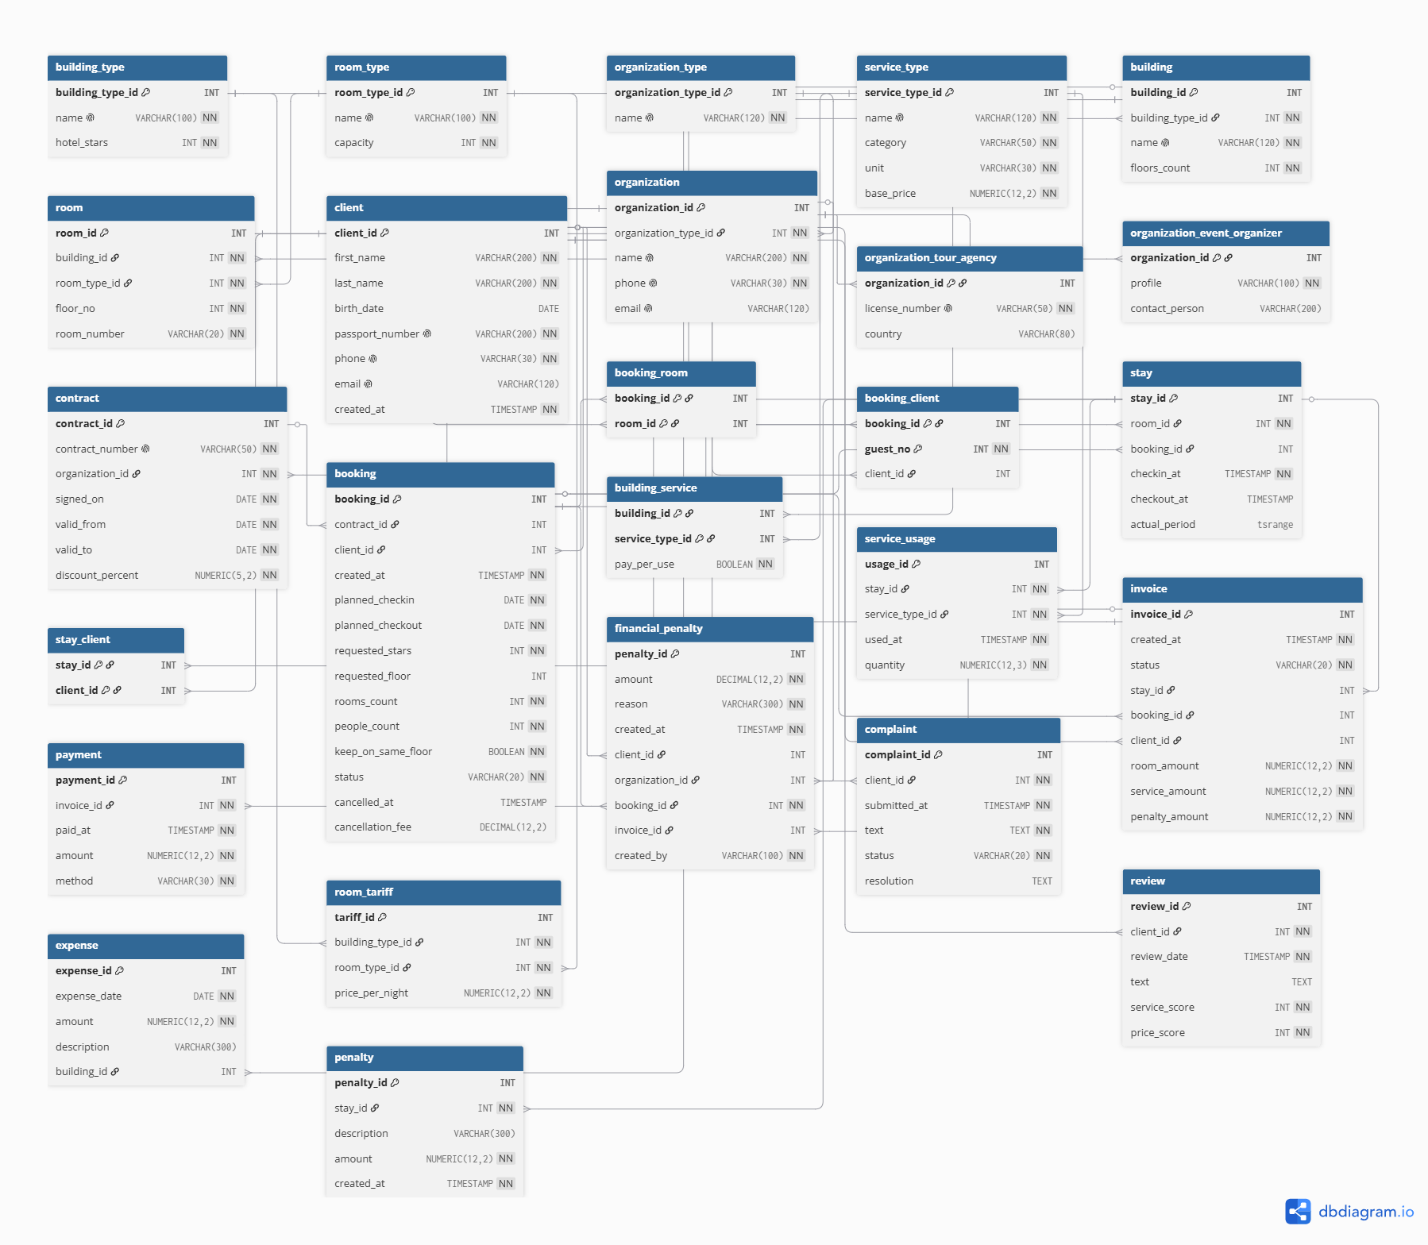 building_type
building_type_id INT
name VARCHAR(100) NN
hotel_stars INT NN
room_type
room_type_id INT
name VARCHAR(100) NN
capacity INT NN
organization_type
organization_type_id INT
name VARCHAR(120) NN
service_type
service_type_id INT
name VARCHAR(120) NN
category VARCHAR(50) NN
unit VARCHAR(30) NN
base_price NUMERIC(12,2) NN
building
building_id INT
building_type_id INT NN
name VARCHAR(120) NN
floors_count INT NN
room
room_id INT
building_id INT NN
room_type_id INT NN
floor_no INT NN
room_number VARCHAR(20) NN
client
client_id INT
first_name VARCHAR(200) NN
last_name VARCHAR(200) NN
birth_date DATE
passport_number VARCHAR(200) NN
phone VARCHAR(30) NN
email VARCHAR(120)
created_at TIMESTAMP NN
organization
organization_id INT
organization_type_id INT NN
name VARCHAR(200) NN
phone VARCHAR(30) NN
email VARCHAR(120)
organization_tour_agency
organization_id INT
license_number VARCHAR(50) NN
country VARCHAR(80)
organization_event_organizer
organization_id INT
profile VARCHAR(100) NN
contact_person VARCHAR(200)
contract
contract_id INT
contract_number VARCHAR(50) NN
organization_id INT NN
signed_on DATE NN
valid_from DATE NN
valid_to DATE NN
discount_percent NUMERIC(5,2) NN
booking
booking_id INT
contract_id INT
client_id INT
created_at TIMESTAMP NN
planned_checkin DATE NN
planned_checkout DATE NN
requested_stars INT NN
requested_floor INT
rooms_count INT NN
people_count INT NN
keep_on_same_floor BOOLEAN NN
status VARCHAR(20) NN
cancelled_at TIMESTAMP
cancellation_fee DECIMAL(12,2)
booking_room
booking_id INT
room_id INT
booking_client
booking_id INT
guest_no INT NN
client_id INT
stay
stay_id INT
room_id INT NN
booking_id INT
checkin_at TIMESTAMP NN
checkout_at TIMESTAMP
actual_period tsrange
building_service
building_id INT
service_type_id INT
pay_per_use BOOLEAN NN
service_usage
usage_id INT
stay_id INT NN
service_type_id INT NN
used_at TIMESTAMP NN
quantity NUMERIC(12,3) NN
invoice
invoice_id INT
created_at TIMESTAMP NN
status VARCHAR(20) NN
stay_id INT
booking_id INT
client_id INT
room_amount NUMERIC(12,2) NN
service_amount NUMERIC(12,2) NN
penalty_amount NUMERIC(12,2) NN
stay_client
stay_id INT
client_id INT
financial_penalty
penalty_id INT
amount DECIMAL(12,2) NN
reason VARCHAR(300) NN
created_at TIMESTAMP NN
client_id INT
organization_id INT
booking_id INT NN
invoice_id INT
created_by VARCHAR(100) NN
complaint
complaint_id INT
client_id INT NN
submitted_at TIMESTAMP NN
text TEXT NN
status VARCHAR(20) NN
resolution TEXT
payment
payment_id INT
invoice_id INT NN
paid_at TIMESTAMP NN
amount NUMERIC(12,2) NN
method VARCHAR(30) NN
room_tariff
tariff_id INT
building_type_id INT NN
room_type_id INT NN
price_per_night NUMERIC(12,2) NN
review
review_id INT
client_id INT NN
review_date TIMESTAMP NN
text TEXT
service_score INT NN
price_score INT NN
expense
expense_id INT
expense_date DATE NN
amount NUMERIC(12,2) NN
description VARCHAR(300)
building_id INT
penalty
penalty_id INT
stay_id INT NN
description VARCHAR(300)
amount NUMERIC(12,2) NN
created_at TIMESTAMP NN
dbdiagram.io